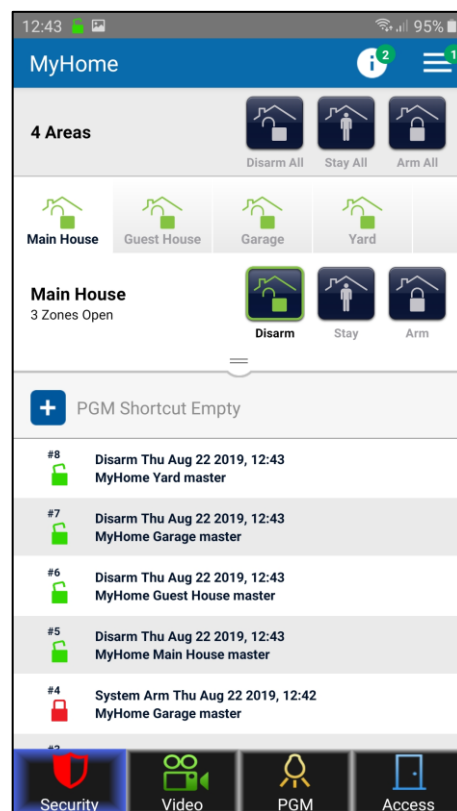 12:43 95%
MyHome 2 1
4 Areas
Disarm All Stay All Arm All
Main House Guest House Garage Yard
Main House
3 Zones Open
Disarm Stay Arm
PGM Shortcut Empty
#8
Disarm Thu Aug 22 2019, 12:43
MyHome Yard master
#7
Disarm Thu Aug 22 2019, 12:43
MyHome Garage master
#6
Disarm Thu Aug 22 2019, 12:43
MyHome Guest House master
#5
Disarm Thu Aug 22 2019, 12:43
MyHome Main House master
#4
System Arm Thu Aug 22 2019, 12:42
MyHome Garage master
Security Video PGM Access